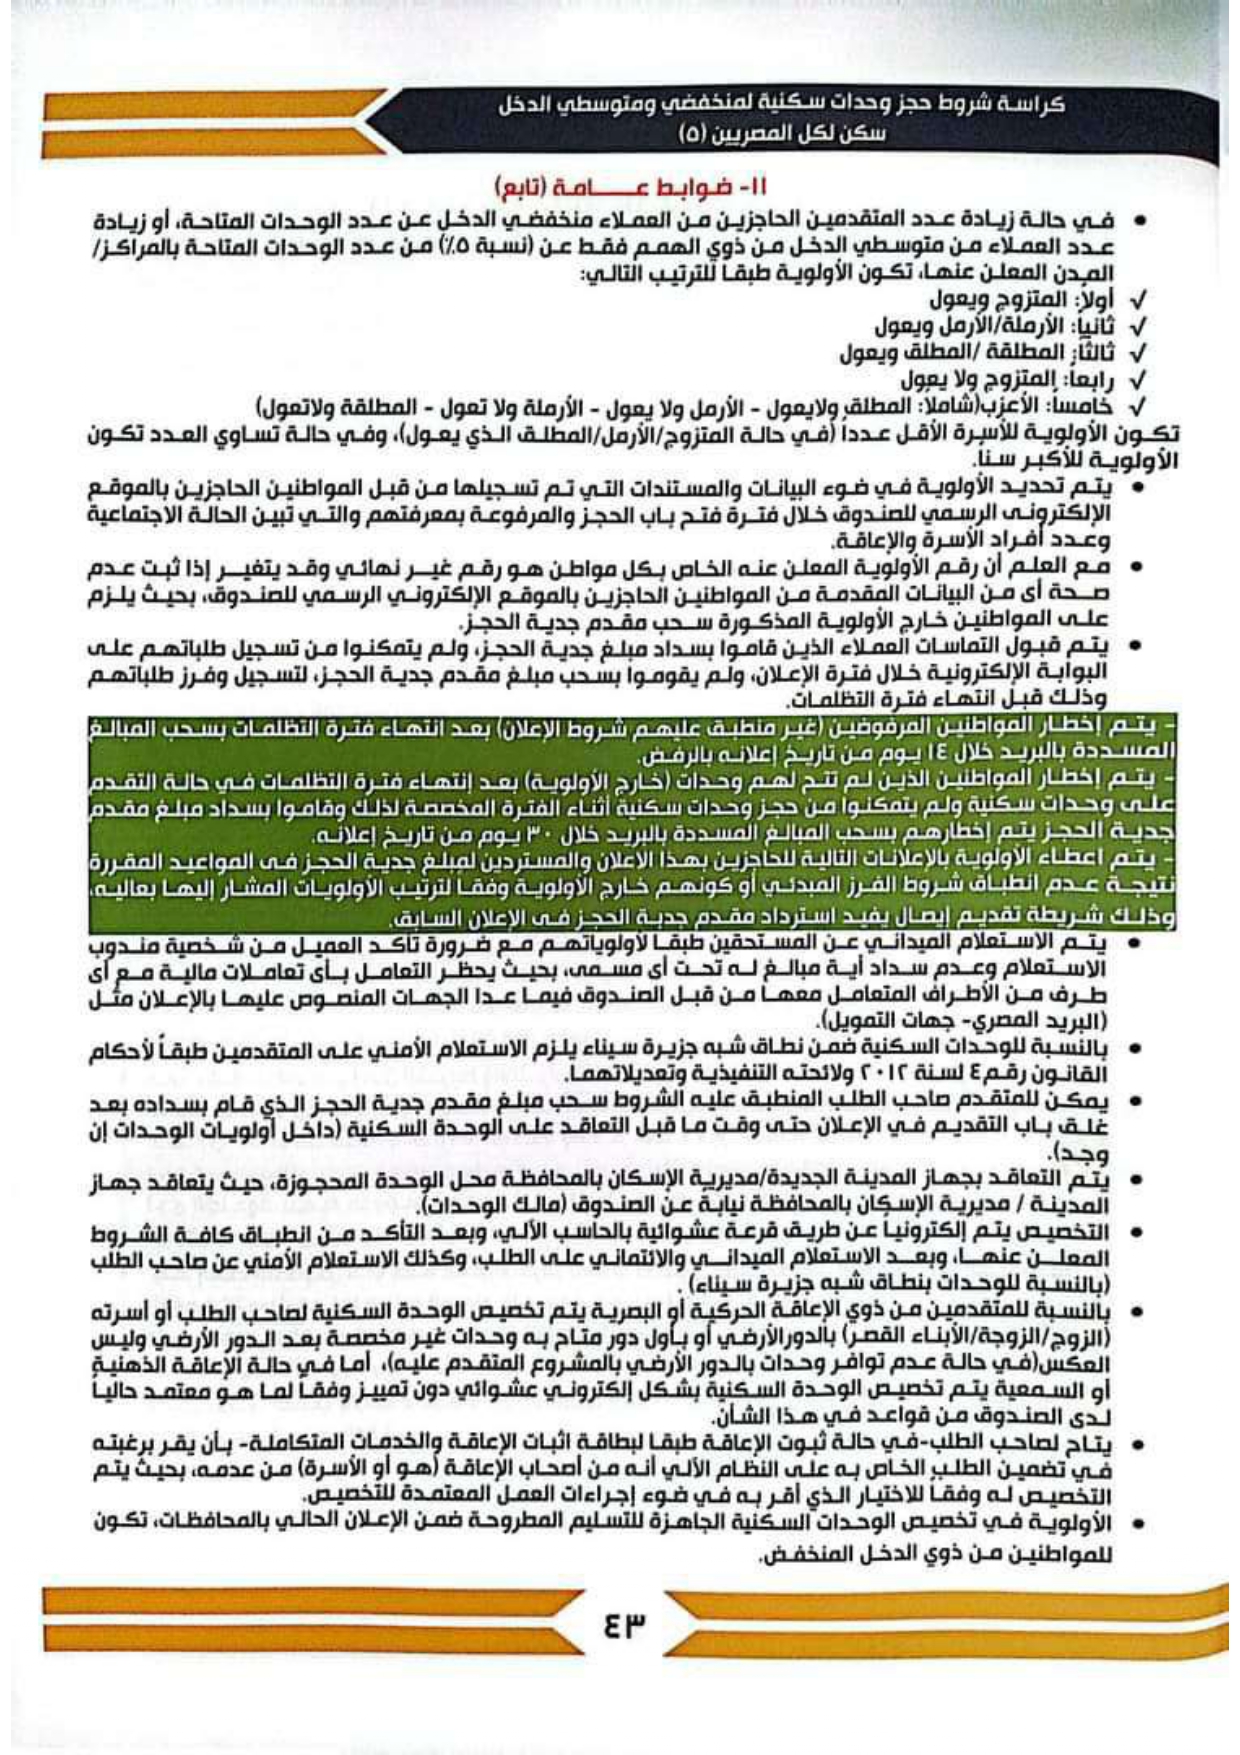 كراسة شروط حجز وحدات سكنية لمنخفضي ومتوسطي الدخل
سكن لكل المصريين (٥)
١١- ضوابط عـــــامة (تابع)
• في حالة زيادة عدد المتقدمين الحاجزين من العملاء منخفضي الدخل عن عدد الوحدات المتاحة، أو زيادة
عدد العملاء من متوسطي الدخل من ذوي الهمم فقط عن (نسبة ٥٪) من عدد الوحدات المتاحة بالمراكز/
المدن المعلن عنها، تكون الأولوية طبقا للترتيب التالي:
√ أولا: المتزوج ويعول
√ ثانيا: الأرملة/الأرمل ويعول
√ ثالثا: المطلقة /المطلق ويعول
√ رابعا: المتزوج ولا يعول
√ خامسا: الأعزب(شاملا: المطلق ولايعول - الأرمل ولا يعول - الأرملة ولا تعول - المطلقة ولاتعول)
تكون الأولوية للأسرة الأقل عددا (في حالة المتزوج/الأرمل/المطلق الذي يعول)، وفي حالة تساوي العدد تكون
الأولوية للأكبر سنا.
• يتم تحديد الأولوية في ضوء البيانات والمستندات التي تم تسجيلها من قبل المواطنين الحاجزين بالموقع
الإلكترونى الرسمي للصندوق خلال فترة فتح باب الحجز والمرفوعة بمعرفتهم والتي تبين الحالة الاجتماعية
وعدد أفراد الأسرة والإعاقة.
• مع العلم أن رقم الأولوية المعلن عنه الخاص بكل مواطن هو رقم غير نهائي وقد يتغير إذا ثبت عدم
صحة أى من البيانات المقدمة من المواطنين الحاجزين بالموقع الإلكتروني الرسمي للصندوق، بحيث يلزم
على المواطنين خارج الأولوية المذكورة سحب مقدم جدية الحجز.
• يتم قبول التماسات العملاء الذين قاموا بسداد مبلغ جدية الحجز، ولم يتمكنوا من تسجيل طلباتهم على
البوابة الإلكترونية خلال فترة الإعلان، ولم يقوموا بسحب مبلغ مقدم جدية الحجز، لتسجيل وفرز طلباتهم
وذلك قبل انتهاء فترة التظلمات.
- يتم إخطار المواطنين المرفوضين (غير منطبق عليهم شروط الإعلان) بعد انتهاء فترة التظلمات بسحب المبالغ
المسددة بالبريد خلال ١٤ يوم من تاريخ إعلانه بالرفض.
- يتم إخطار المواطنين الذين لم تتح لهم وحدات (خارج الأولوية) بعد إنتهاء فترة التظلمات في حالة التقدم
على وحدات سكنية ولم يتمكنوا من حجز وحدات سكنية أثناء الفترة المخصصة لذلك وقاموا بسداد مبلغ مقدم
جدية الحجز يتم إخطارهم بسحب المبالغ المسددة بالبريد خلال ٣٠ يوم من تاريخ إعلانه.
- يتم اعطاء الأولوية بالإعلانات التالية للحاجزين بهذا الاعلان والمستردين لمبلغ جدية الحجز فى المواعيد المقررة
نتيجة عدم انطباق شروط الفرز المبدئي أو كونهم خارج الأولوية وفقا لترتيب الأولويات المشار إليها بعاليه،
وذلك شريطة تقديم إيصال يفيد استرداد مقدم جدية الحجز فى الإعلان السابق.
• يتم الاستعلام الميداني عن المستحقين طبقا لأولوياتهم مع ضرورة تأكد العميل من شخصية مندوب
الاستعلام وعدم سداد أية مبالغ له تحت أى مسمى، بحيث يحظر التعامل بأى تعاملات مالية مع أى
طرف من الأطراف المتعامل معها من قبل الصندوق فيما عدا الجهات المنصوص عليها بالإعلان مثل
(البريد المصري- جهات التمويل).
• بالنسبة للوحدات السكنية ضمن نطاق شبه جزيرة سيناء يلزم الاستعلام الأمني على المتقدمين طبقاً لأحكام
القانون رقم٤ لسنة ٢٠١٢ ولائحته التنفيذية وتعديلاتهما.
• يمكن للمتقدم صاحب الطلب المنطبق عليه الشروط سحب مبلغ مقدم جدية الحجز الذي قام بسداده بعد
غلق باب التقديم في الإعلان حتى وقت ما قبل التعاقد على الوحدة السكنية (داخل أولويات الوحدات إن
وجد).
• يتم التعاقد بجهاز المدينة الجديدة/مديرية الإسكان بالمحافظة محل الوحدة المحجوزة، حيث يتعاقد جهاز
المدينة / مديرية الإسكان بالمحافظة نيابة عن الصندوق (مالك الوحدات).
• التخصيص يتم إلكترونيا عن طريق قرعة عشوائية بالحاسب الآلي، وبعد التأكد من انطباق كافة الشروط
المعلن عنها، وبعد الاستعلام الميداني والائتماني على الطلب، وكذلك الاستعلام الأمني عن صاحب الطلب
(بالنسبة للوحدات بنطاق شبه جزيرة سيناء) .
• بالنسبة للمتقدمين من ذوي الإعاقة الحركية أو البصرية يتم تخصيص الوحدة السكنية لصاحب الطلب أو أسرته
(الزوج/الزوجة/الأبناء القصر) بالدورالأرضي أو بأول دور متاح به وحدات غير مخصصة بعد الدور الأرضي وليس
العكس(في حالة عدم توافر وحدات بالدور الأرضي بالمشروع المتقدم عليه)، أما في حالة الإعاقة الذهنية
أو السمعية يتم تخصيص الوحدة السكنية بشكل إلكتروني عشوائي دون تمييز وفقاً لما هو معتمد حالياً
لدى الصندوق من قواعد في هذا الشأن.
• يتاح لصاحب الطلب-في حالة ثبوت الإعاقة طبقا لبطاقة اثبات الإعاقة والخدمات المتكاملة- بأن يقر برغبته
في تضمين الطلب الخاص به على النظام الآلي أنه من أصحاب الإعاقة (هو أو الأسرة) من عدمه، بحيث يتم
التخصيص له وفقاً للاختيار الذي أقر به في ضوء إجراءات العمل المعتمدة للتخصيص.
• الأولوية في تخصيص الوحدات السكنية الجاهزة للتسليم المطروحة ضمن الإعلان الحالي بالمحافظات، تكون
للمواطنين من ذوي الدخل المنخفض.
٤٣